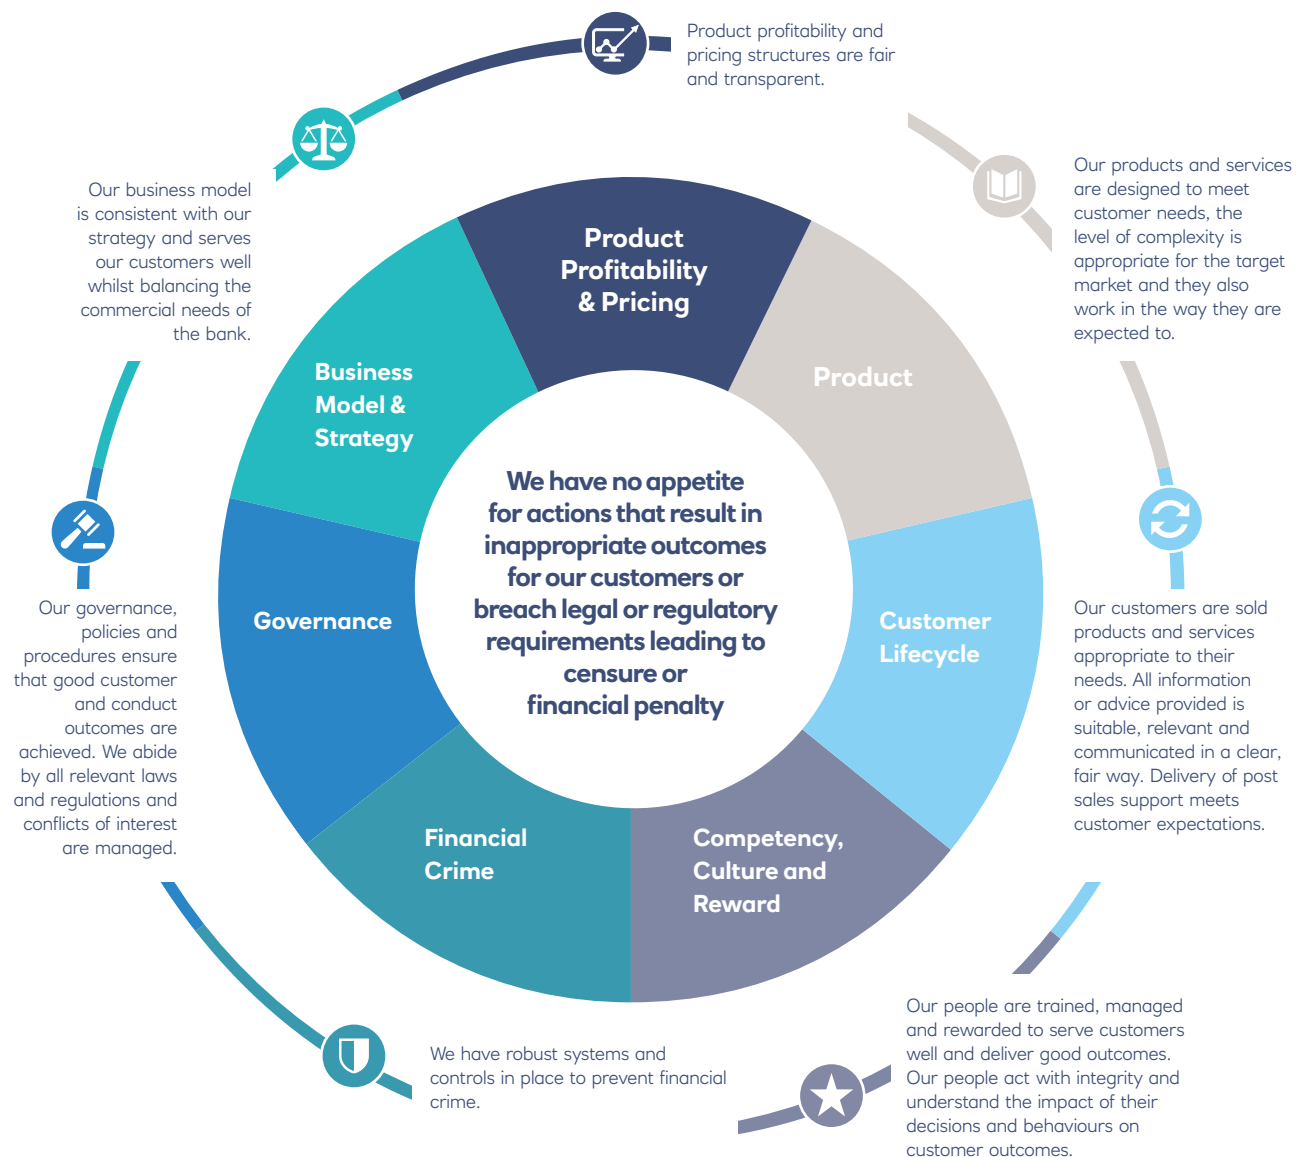 Product profitability and
pricing structures are fair
and transparent.
Our products and services
are designed to meet
customer needs, the
level of complexity is
appropriate for the target
market and they also
work in the way they are
expected to.
Our business model
is consistent with our
strategy and serves
our customers well
whilst balancing the
commercial needs of
the bank.
Product
Profitability
& Pricing
Business
Model &
Strategy
Product
We have no appetite
for actions that result in
inappropriate outcomes
for our customers or
breach legal or regulatory
requirements leading to
censure or
financial penalty
Governance
Customer
Lifecycle
Our governance,
policies and
procedures ensure
that good customer
and conduct
outcomes are
achieved. We abide
by all relevant laws
and regulations and
conflicts of interest
are managed.
Our customers are sold
products and services
appropriate to their
needs. All information
or advice provided is
suitable, relevant and
communicated in a clear,
fair way. Delivery of post
sales support meets
customer expectations.
Financial
Crime
Competency,
Culture and
Reward
We have robust systems and
controls in place to prevent financial
crime.
Our people are trained, managed
and rewarded to serve customers
well and deliver good outcomes.
Our people act with integrity and
understand the impact of their
decisions and behaviours on
customer outcomes.